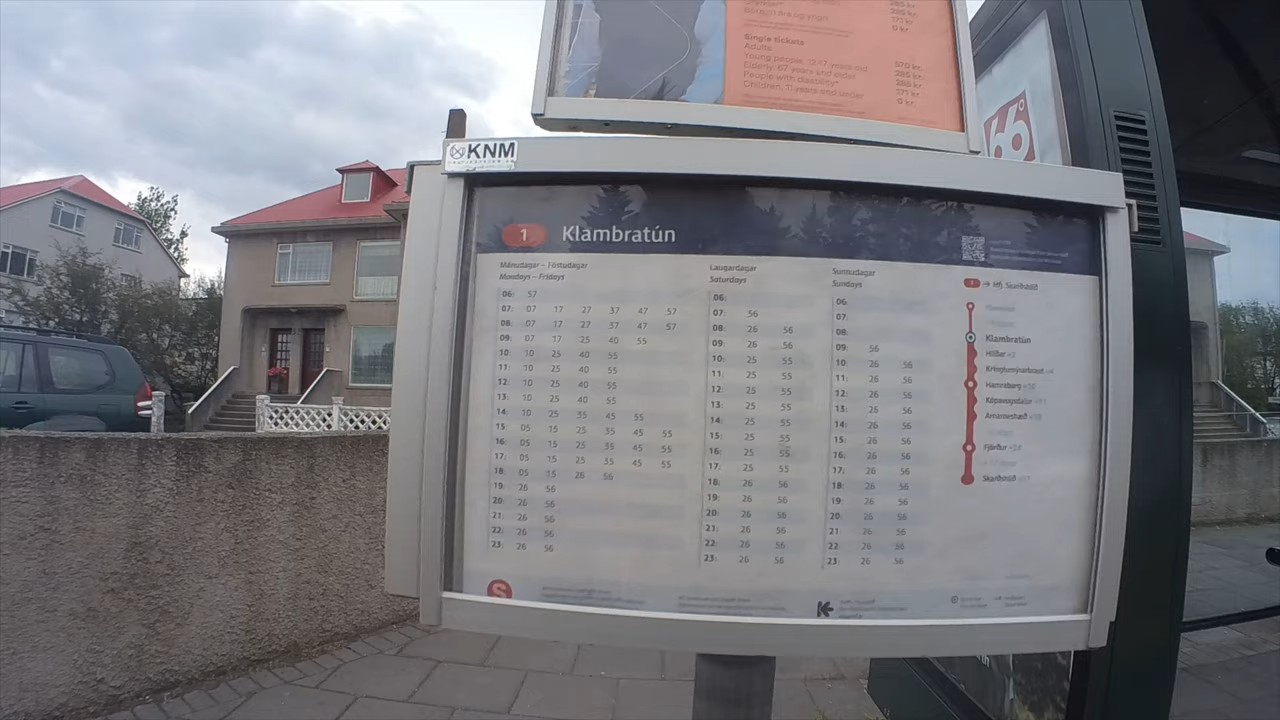 Single tickets
Adults 570 kr.
Young people, 12-17 years old 285 kr.
Elderly, 67 years and older 285 kr.
People with disability* 171 kr.
Children, 11 years and under 0 kr.
66°
KNM
1 Klambratún
Mánudagar – Föstudagar
Mondays – Fridays
06: 57
07: 07 17 27 37 47 57
08: 07 17 27 37 47 57
09: 07 17 25 40 55
10: 10 25 40 55
11: 10 25 40 55
12: 10 25 40 55
13: 10 25 40 55
14: 10 25 35 45 55
15: 05 15 25 35 45 55
16: 05 15 25 35 45 55
17: 05 15 25 35 45 55
18: 05 15 26 56
19: 26 56
20: 26 56
21: 26 56
22: 26 56
23: 26 56
Laugardagar
Saturdays
06:
07: 56
08: 26 56
09: 26 56
10: 25 55
11: 25 55
12: 25 55
13: 25 55
14: 25 55
15: 25 55
16: 25 55
17: 25 55
18: 26 56
19: 26 56
20: 26 56
21: 26 56
22: 26 56
23: 26 56
Sunnudagar
Sundays
06:
07:
08:
09: 56
10: 26 56
11: 26 56
12: 26 56
13: 26 56
14: 26 56
15: 26 56
16: 26 56
17: 26 56
18: 26 56
19: 26 56
20: 26 56
21: 26 56
22: 26 56
23: 26 56
1 → Hfj. Skarðshlíð
Klambratún
Hlíðar
Kringlumýrarbraut
Hamraborg
Kópavogsdalur
Arnarnes
Fjörður
Skarðshlíð
S